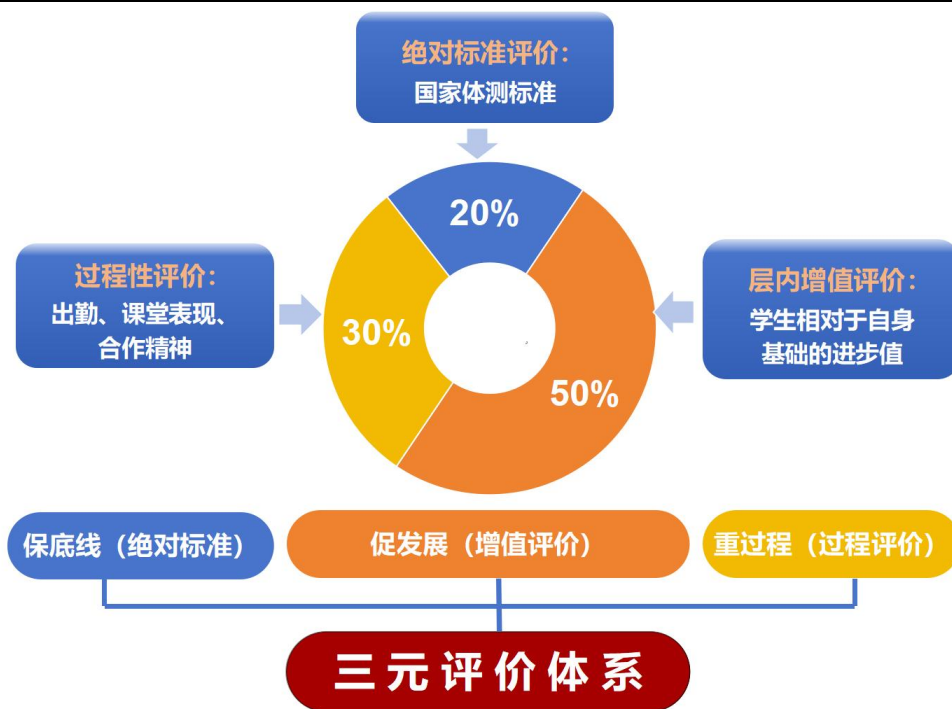 绝对标准评价：
国家体测标准
20%
过程性评价：
出勤、课堂表现、
合作精神
30%
层内增值评价：
学生相对于自身
基础的进步值
50%
保底线（绝对标准）
促发展（增值评价）
重过程（过程评价）
三元评价体系